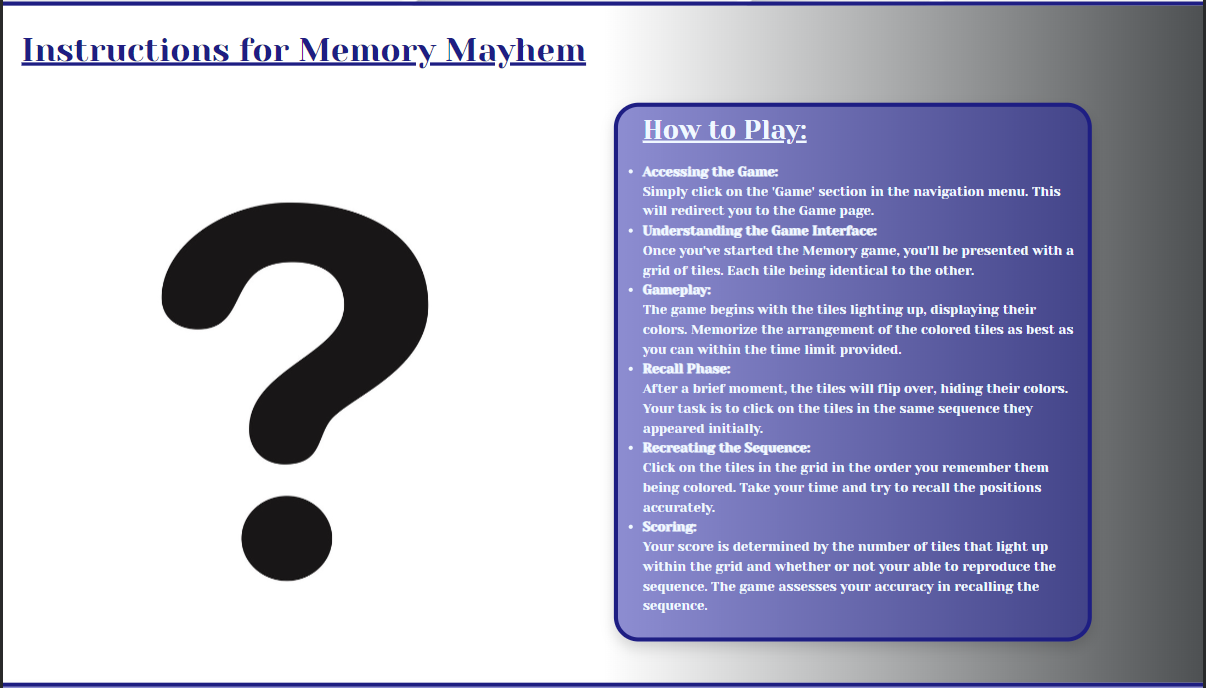 Instructions for Memory Mayhem
How to Play:
• Accessing the Game:
Simply click on the 'Game' section in the navigation menu. This
will redirect you to the Game page.
• Understanding the Game Interface:
Once you've started the Memory game, you'll be presented with a
grid of tiles. Each tile being identical to the other.
• Gameplay:
The game begins with the tiles lighting up, displaying their
colors. Memorize the arrangement of the colored tiles as best as
you can within the time limit provided.
• Recall Phase:
After a brief moment, the tiles will flip over, hiding their colors.
Your task is to click on the tiles in the same sequence they
appeared initially.
• Recreating the Sequence:
Click on the tiles in the grid in the order you remember them
being colored. Take your time and try to recall the positions
accurately.
• Scoring:
Your score is determined by the number of tiles that light up
within the grid and whether or not your able to reproduce the
sequence. The game assesses your accuracy in recalling the
sequence.
?